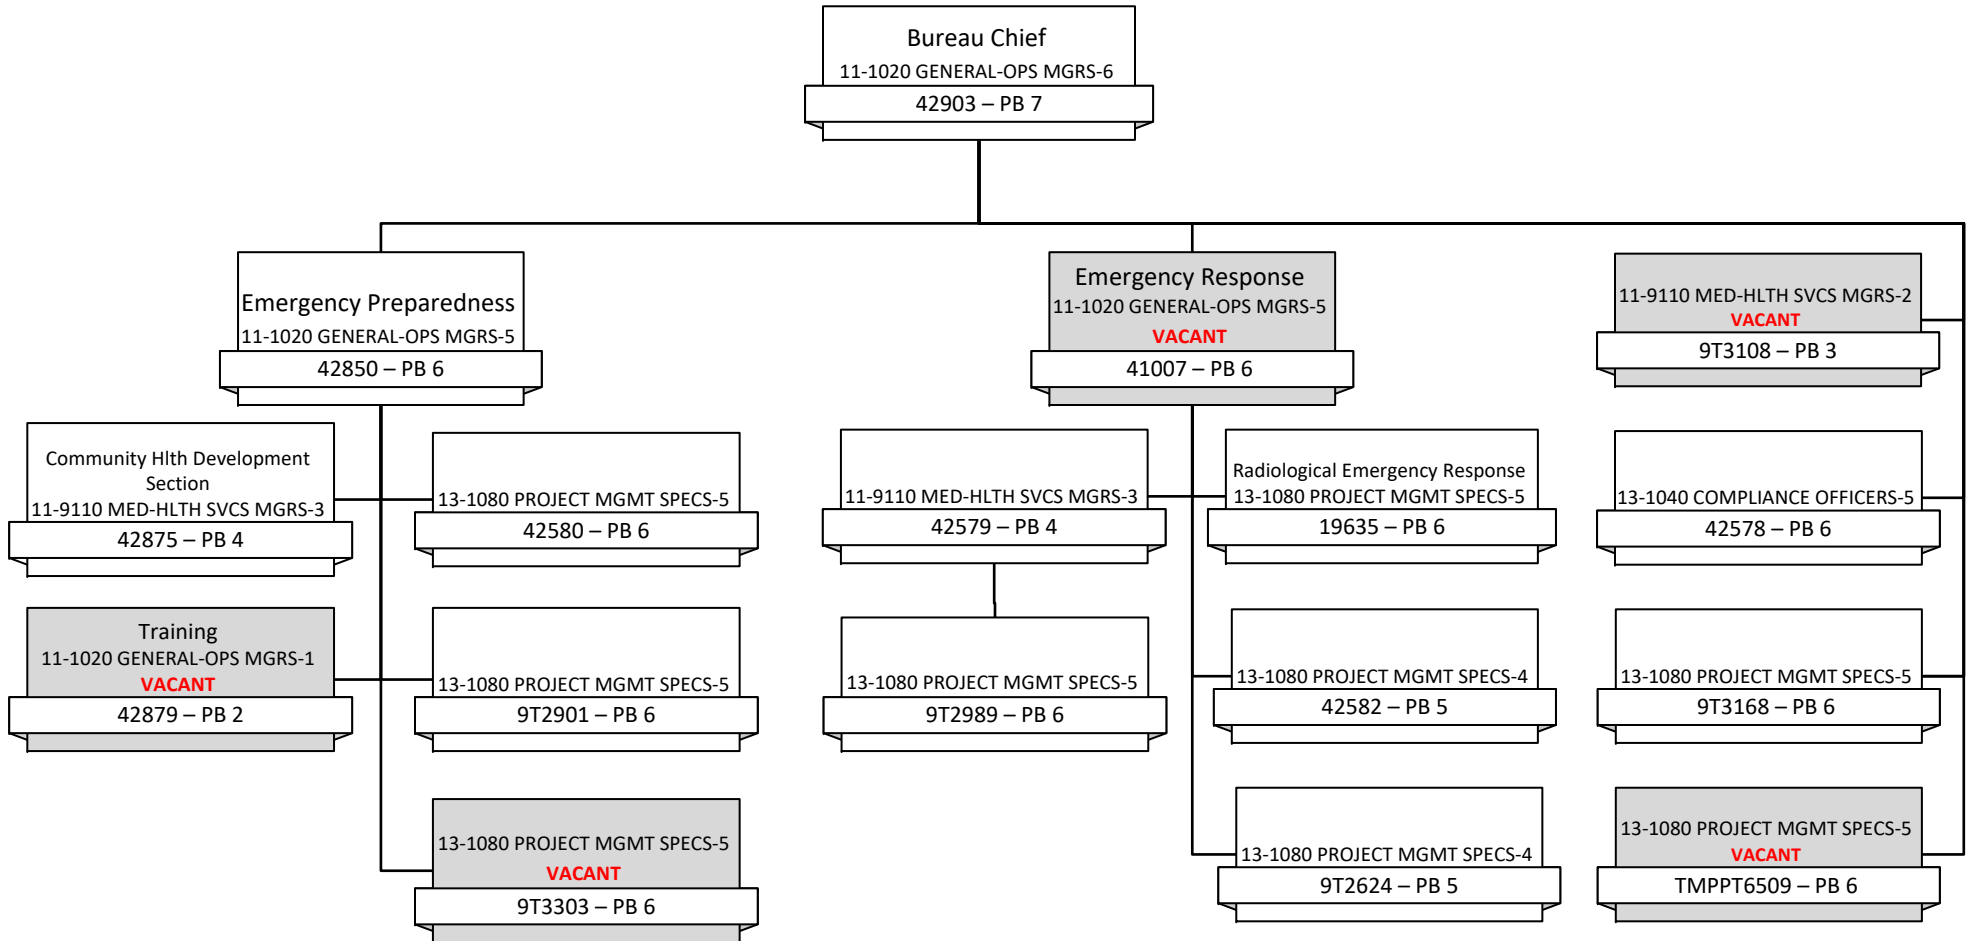 Bureau Chief
11-1020 GENERAL-OPS MGRS-6
42903 – PB 7
Emergency Preparedness
11-1020 GENERAL-OPS MGRS-5
42850 – PB 6
Emergency Response
11-1020 GENERAL-OPS MGRS-5
VACANT
41007 – PB 6
11-9110 MED-HLTH SVCS MGRS-2
VACANT
9T3108 – PB 3
Community Hlth Development
Section
11-9110 MED-HLTH SVCS MGRS-3
42875 – PB 4
13-1080 PROJECT MGMT SPECS-5
42580 – PB 6
11-9110 MED-HLTH SVCS MGRS-3
42579 – PB 4
Radiological Emergency Response
13-1080 PROJECT MGMT SPECS-5
19635 – PB 6
13-1040 COMPLIANCE OFFICERS-5
42578 – PB 6
Training
11-1020 GENERAL-OPS MGRS-1
VACANT
42879 – PB 2
13-1080 PROJECT MGMT SPECS-5
9T2901 – PB 6
13-1080 PROJECT MGMT SPECS-5
9T2989 – PB 6
13-1080 PROJECT MGMT SPECS-4
42582 – PB 5
13-1080 PROJECT MGMT SPECS-5
9T3168 – PB 6
13-1080 PROJECT MGMT SPECS-5
VACANT
9T3303 – PB 6
13-1080 PROJECT MGMT SPECS-4
9T2624 – PB 5
13-1080 PROJECT MGMT SPECS-5
VACANT
TMPPT6509 – PB 6